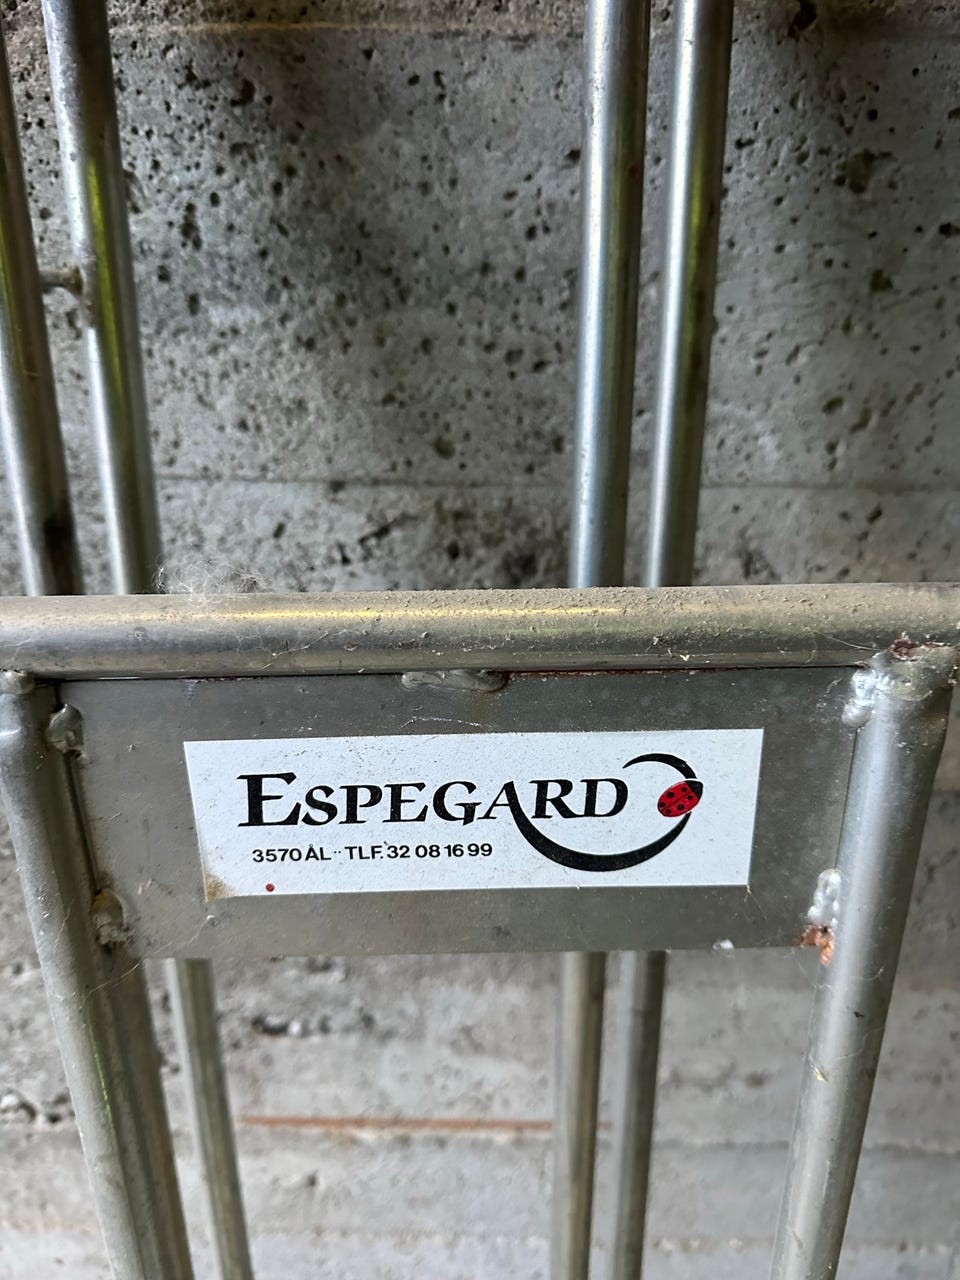 ESPEGARD
3570 ÅL·· TLF. 32 08 16 99